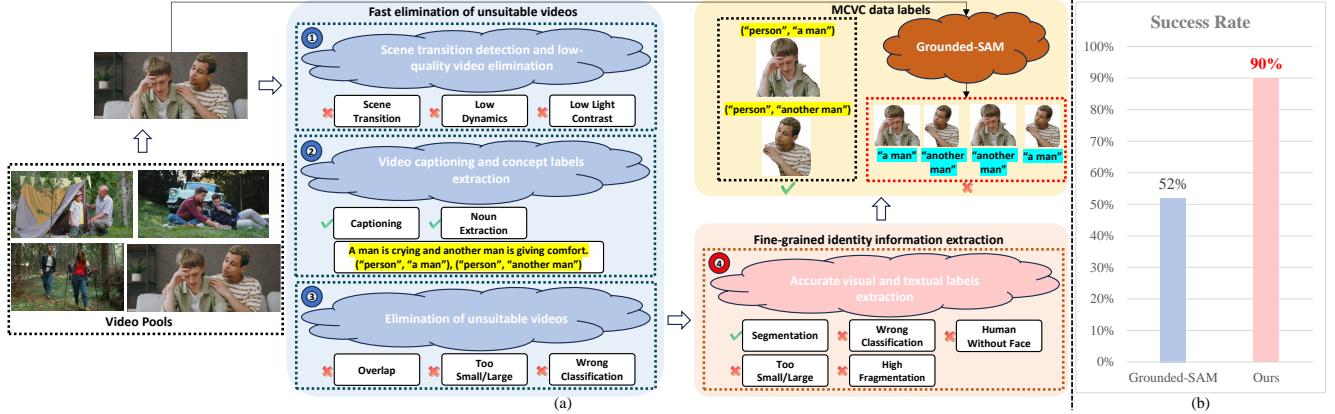 Video Pools
Fast elimination of unsuitable videos
1
Scene transition detection and low-
quality video elimination
Scene
Transition
Low
Dynamics
Low Light
Contrast
2
Video captioning and concept labels
extraction
Captioning
Noun
Extraction
A man is crying and another man is giving comfort.
("person", "a man"), ("person", "another man")
3
Elimination of unsuitable videos
Overlap
Too
Small/Large
Wrong
Classification
MCVC data labels
("person", "a man")
("person", "another man")
Grounded-SAM
"a man"
"another
man"
"another
man"
"a man"
Fine-grained identity information extraction
4
Accurate visual and textual labels
extraction
Segmentation
Wrong
Classification
Human
Without Face
Too
Small/Large
High
Fragmentation
(a)
Success Rate
100%
90%
80%
70%
60%
50%
40%
30%
20%
10%
0%
52%
90%
Grounded-SAM
Ours
(b)